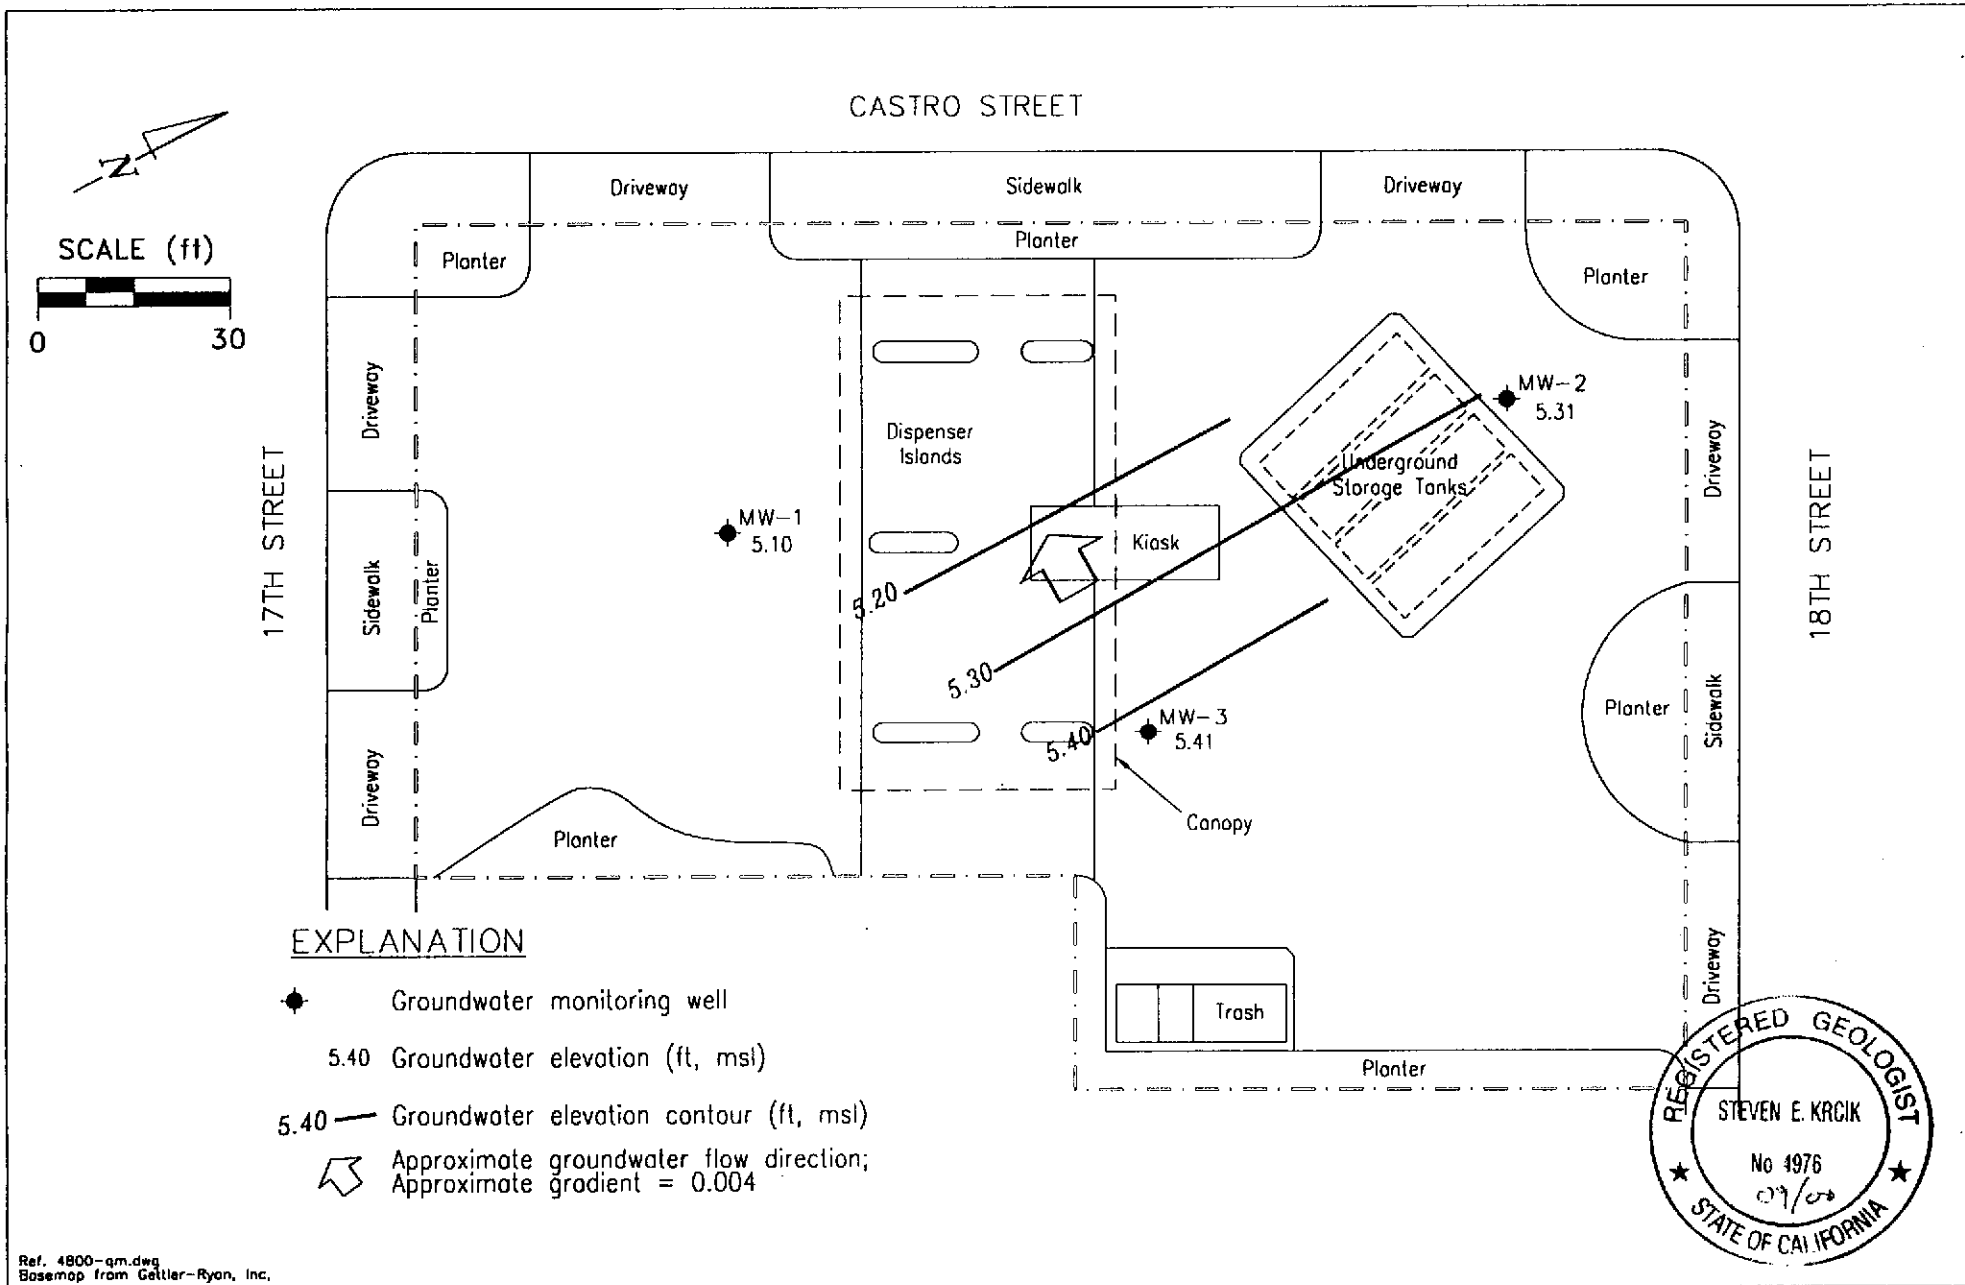 CASTRO STREET
N
SCALE (ft)
0 30
Driveway
Sidewalk
Driveway
Planter
Planter
Planter
Driveway
17TH STREET
Sidewalk
Planter
Driveway
Planter
Dispenser
Islands
MW-1
5.10
MW-2
5.31
Underground
Storage Tanks
Kiosk
5.20
5.30
5.40
MW-3
5.41
Canopy
Driveway
18TH STREET
Planter
Sidewalk
Driveway
Trash
Planter
EXPLANATION
Groundwater monitoring well
5.40 Groundwater elevation (ft, msl)
5.40 Groundwater elevation contour (ft, msl)
Approximate groundwater flow direction;
Approximate gradient = 0.004
REGISTERED GEOLOGIST
STEVEN E. KRCIK
No 4976
09/00
STATE OF CALIFORNIA
Ref. 4800-qm.dwg
Basemap from Gettler-Ryan, Inc,